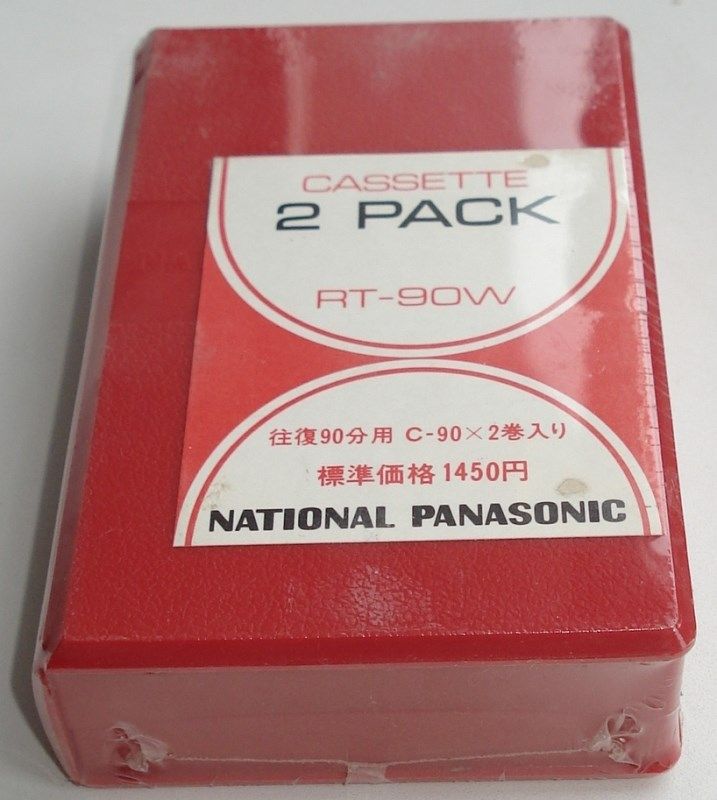 CASSETTE
2 PACK
RT-90W
往復90分用 C-90×2巻入り
標準価格1450円
NATIONAL PANASONIC